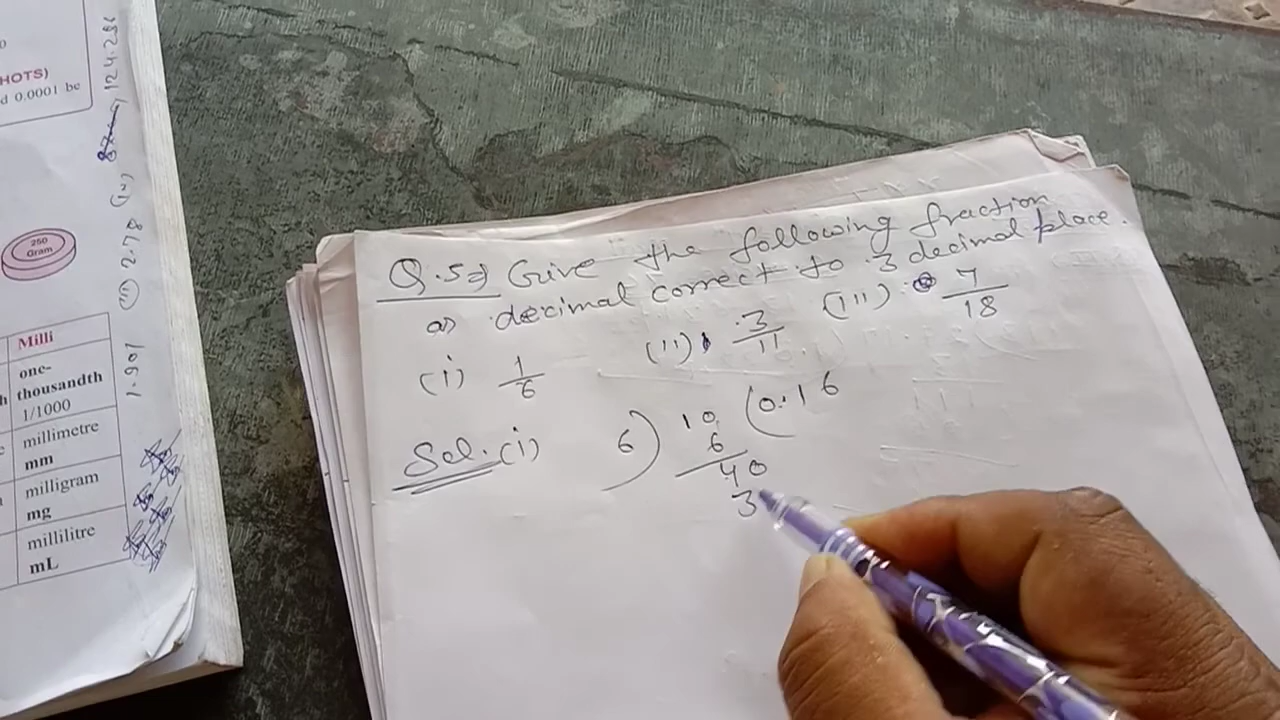 HOTS)
d 0.0001 be
250
Gram
Milli
one-
thousandth
1/1000
millimetre
mm
milligram
mg
millilitre
mL
124.286
(iv)
(ii) 2.78
1.901
Q.5⇒ Give the following fraction
as decimal correct to 3 decimal place.
(i) 1/6 (ii) 3/11 (iii) 7/18
Sol. (i) 6) 10 (0.16
6
40
3